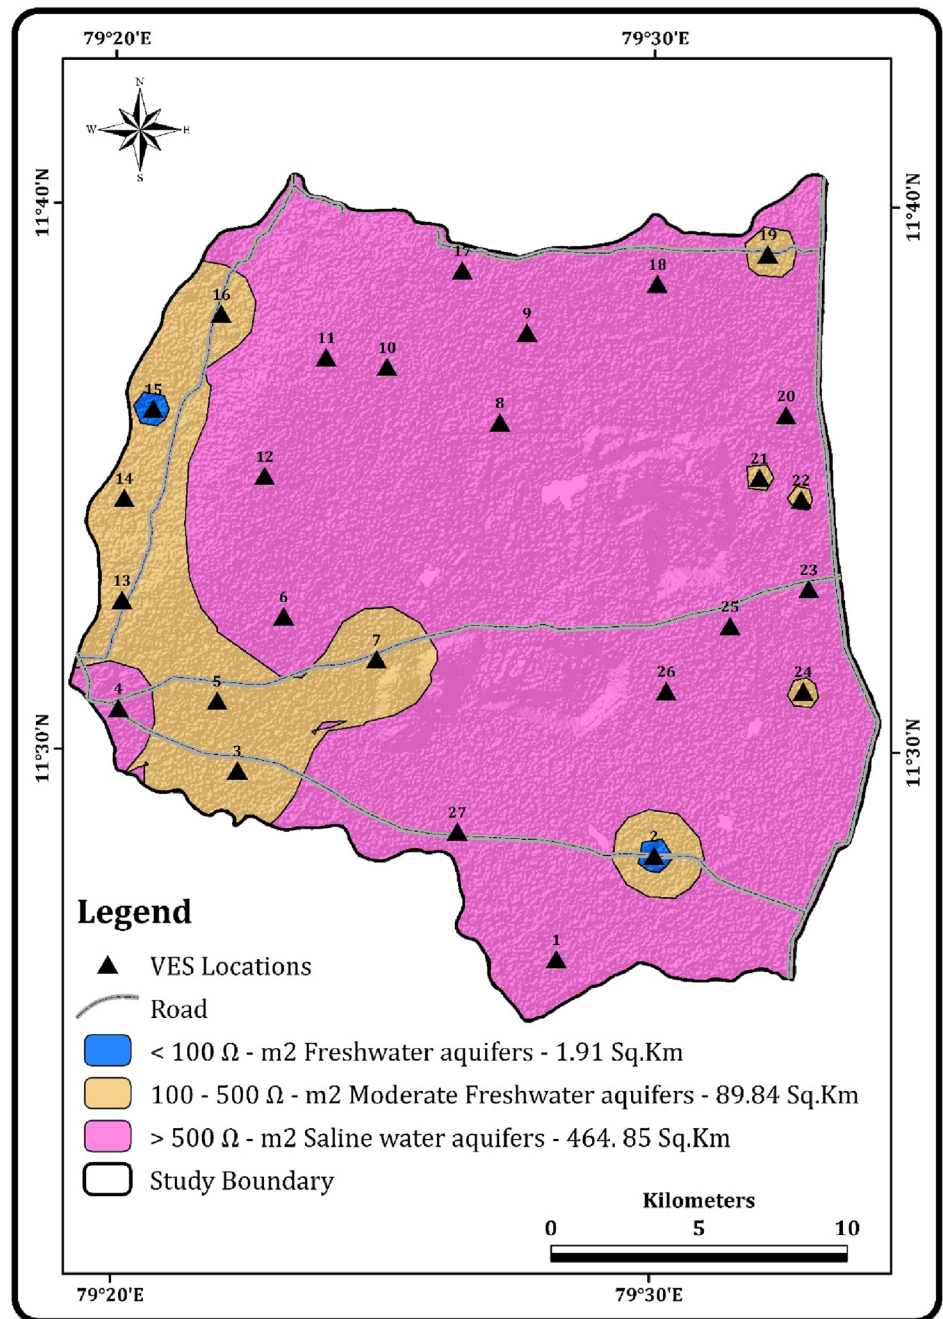 79°20'E 79°30'E
N
W E
S
11°40'N 11°40'N
19
17
18
16
9
11
10
15
8
20
12
21
14
22
23
13
6
25
7
4
5
26
24
3
11°30'N 11°30'N
27
2
1
Legend
VES Locations
Road
< 100 Ω - m2 Freshwater aquifers - 1.91 Sq.Km
100 - 500 Ω - m2 Moderate Freshwater aquifers - 89.84 Sq.Km
> 500 Ω - m2 Saline water aquifers - 464. 85 Sq.Km
Study Boundary
Kilometers
0 5 10
79°20'E 79°30'E